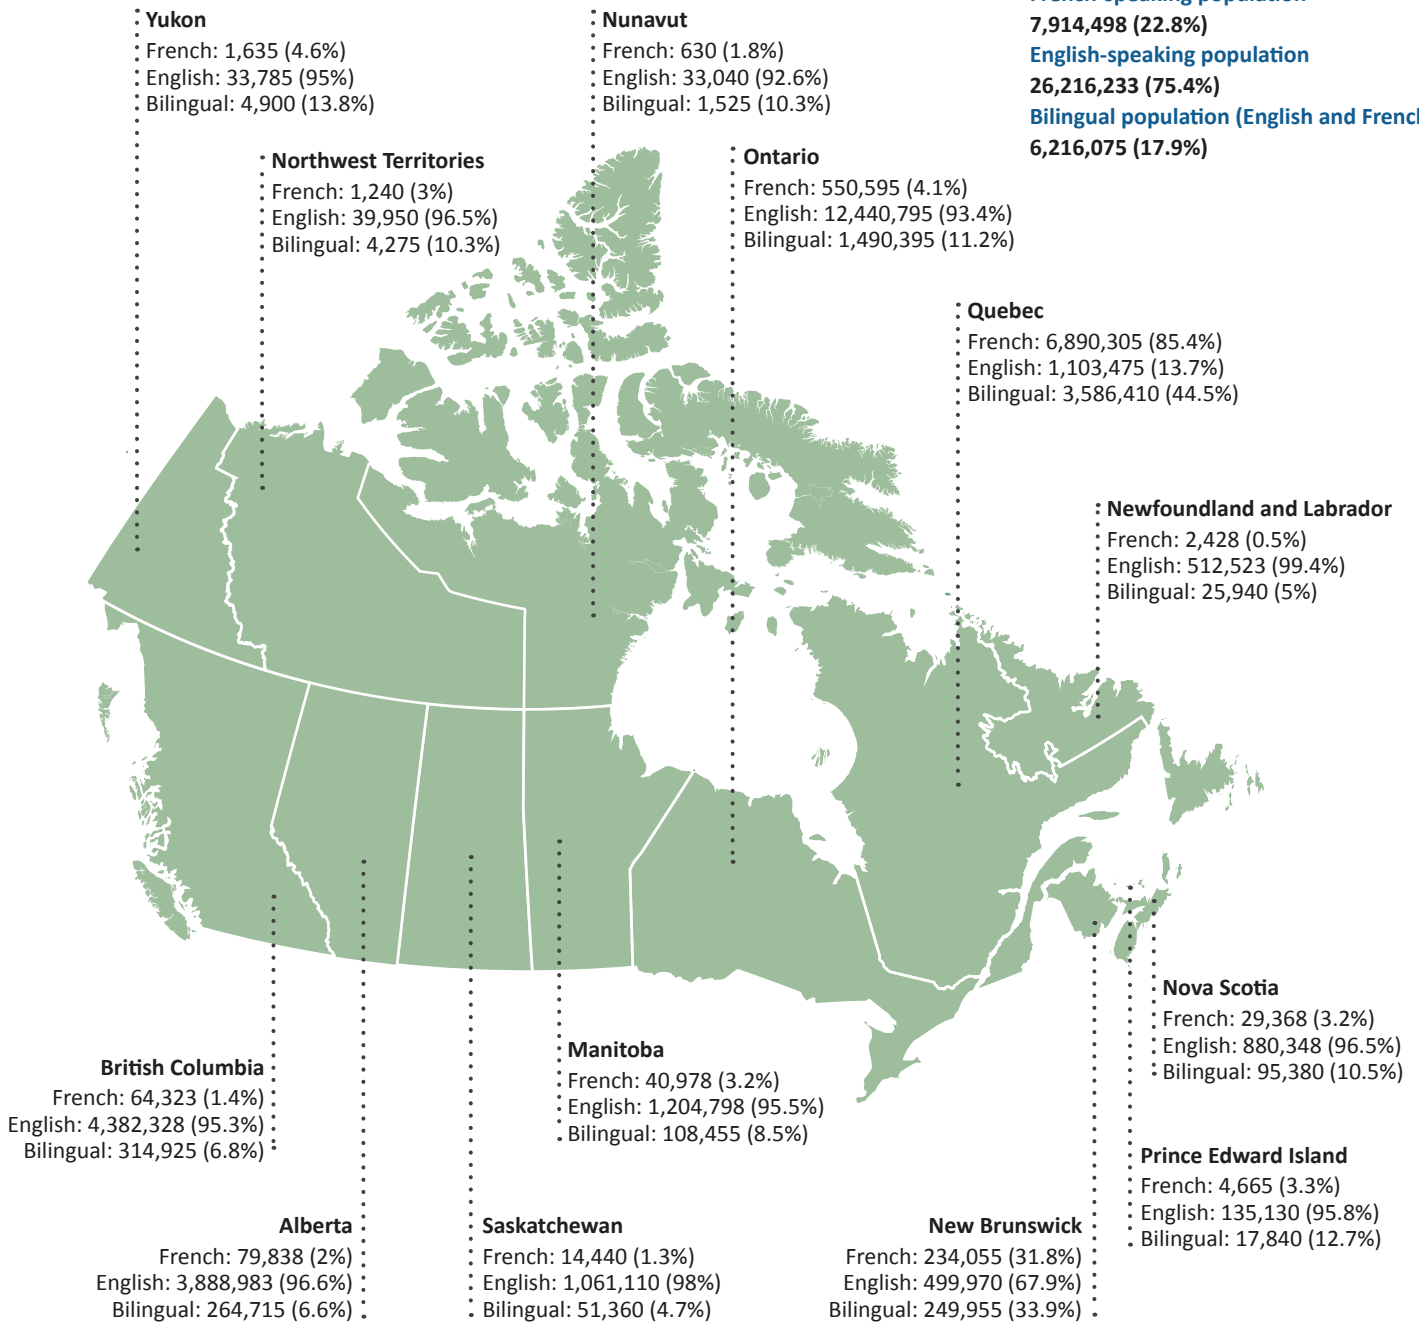 French-speaking population
7,914,498 (22.8%)
English-speaking population
26,216,233 (75.4%)
Bilingual population (English and French
6,216,075 (17.9%)
Yukon
French: 1,635 (4.6%)
English: 33,785 (95%)
Bilingual: 4,900 (13.8%)
Nunavut
French: 630 (1.8%)
English: 33,040 (92.6%)
Bilingual: 1,525 (10.3%)
Northwest Territories
French: 1,240 (3%)
English: 39,950 (96.5%)
Bilingual: 4,275 (10.3%)
Ontario
French: 550,595 (4.1%)
English: 12,440,795 (93.4%)
Bilingual: 1,490,395 (11.2%)
Quebec
French: 6,890,305 (85.4%)
English: 1,103,475 (13.7%)
Bilingual: 3,586,410 (44.5%)
Newfoundland and Labrador
French: 2,428 (0.5%)
English: 512,523 (99.4%)
Bilingual: 25,940 (5%)
Nova Scotia
French: 29,368 (3.2%)
English: 880,348 (96.5%)
Bilingual: 95,380 (10.5%)
British Columbia
French: 64,323 (1.4%)
English: 4,382,328 (95.3%)
Bilingual: 314,925 (6.8%)
Manitoba
French: 40,978 (3.2%)
English: 1,204,798 (95.5%)
Bilingual: 108,455 (8.5%)
Prince Edward Island
French: 4,665 (3.3%)
English: 135,130 (95.8%)
Bilingual: 17,840 (12.7%)
Alberta
French: 79,838 (2%)
English: 3,888,983 (96.6%)
Bilingual: 264,715 (6.6%)
Saskatchewan
French: 14,440 (1.3%)
English: 1,061,110 (98%)
Bilingual: 51,360 (4.7%)
New Brunswick
French: 234,055 (31.8%)
English: 499,970 (67.9%)
Bilingual: 249,955 (33.9%)